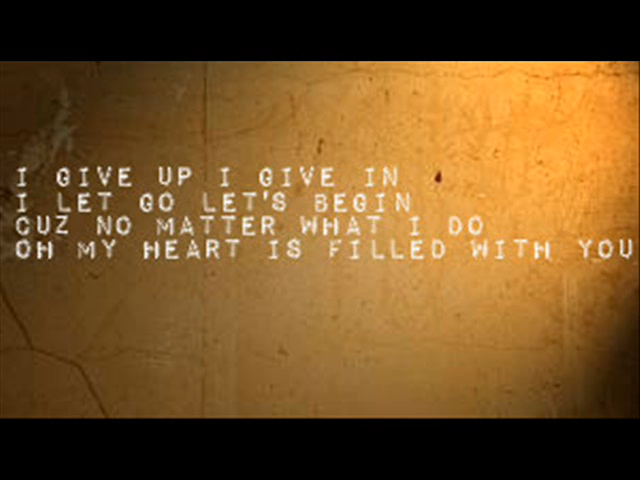 I GIVE UP I GIVE IN
I LET GO LET'S BEGIN
CUZ NO MATTER WHAT I DO
OH MY HEART IS FILLED WITH YOU